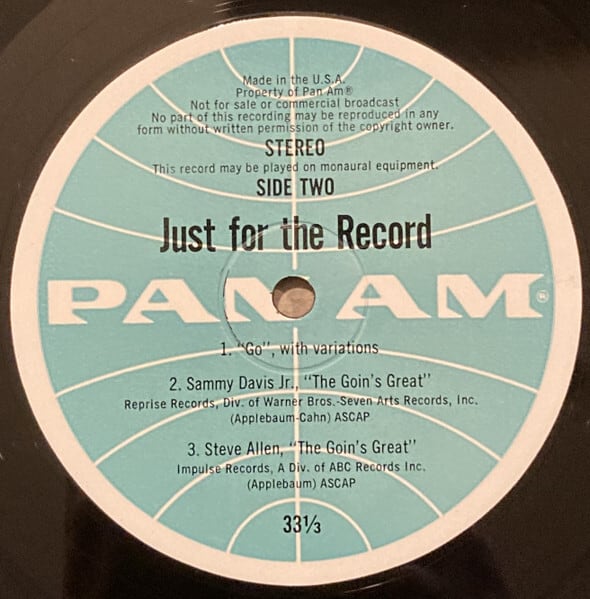 Made in the U.S.A.
Property of Pan Am®
Not for sale or commercial broadcast
No part of this recording may be reproduced in any
form without written permission of the copyright owner.
STEREO
This record may be played on monaural equipment.
SIDE TWO
Just for the Record
PAN AM®
1. "Go", with variations
2. Sammy Davis Jr., "The Goin's Great"
Reprise Records, Div. of Warner Bros.-Seven Arts Records, Inc.
(Applebaum-Cahn) ASCAP
3. Steve Allen, "The Goin's Great"
Impulse Records, A Div. of ABC Records Inc.
(Applebaum) ASCAP
33⅓